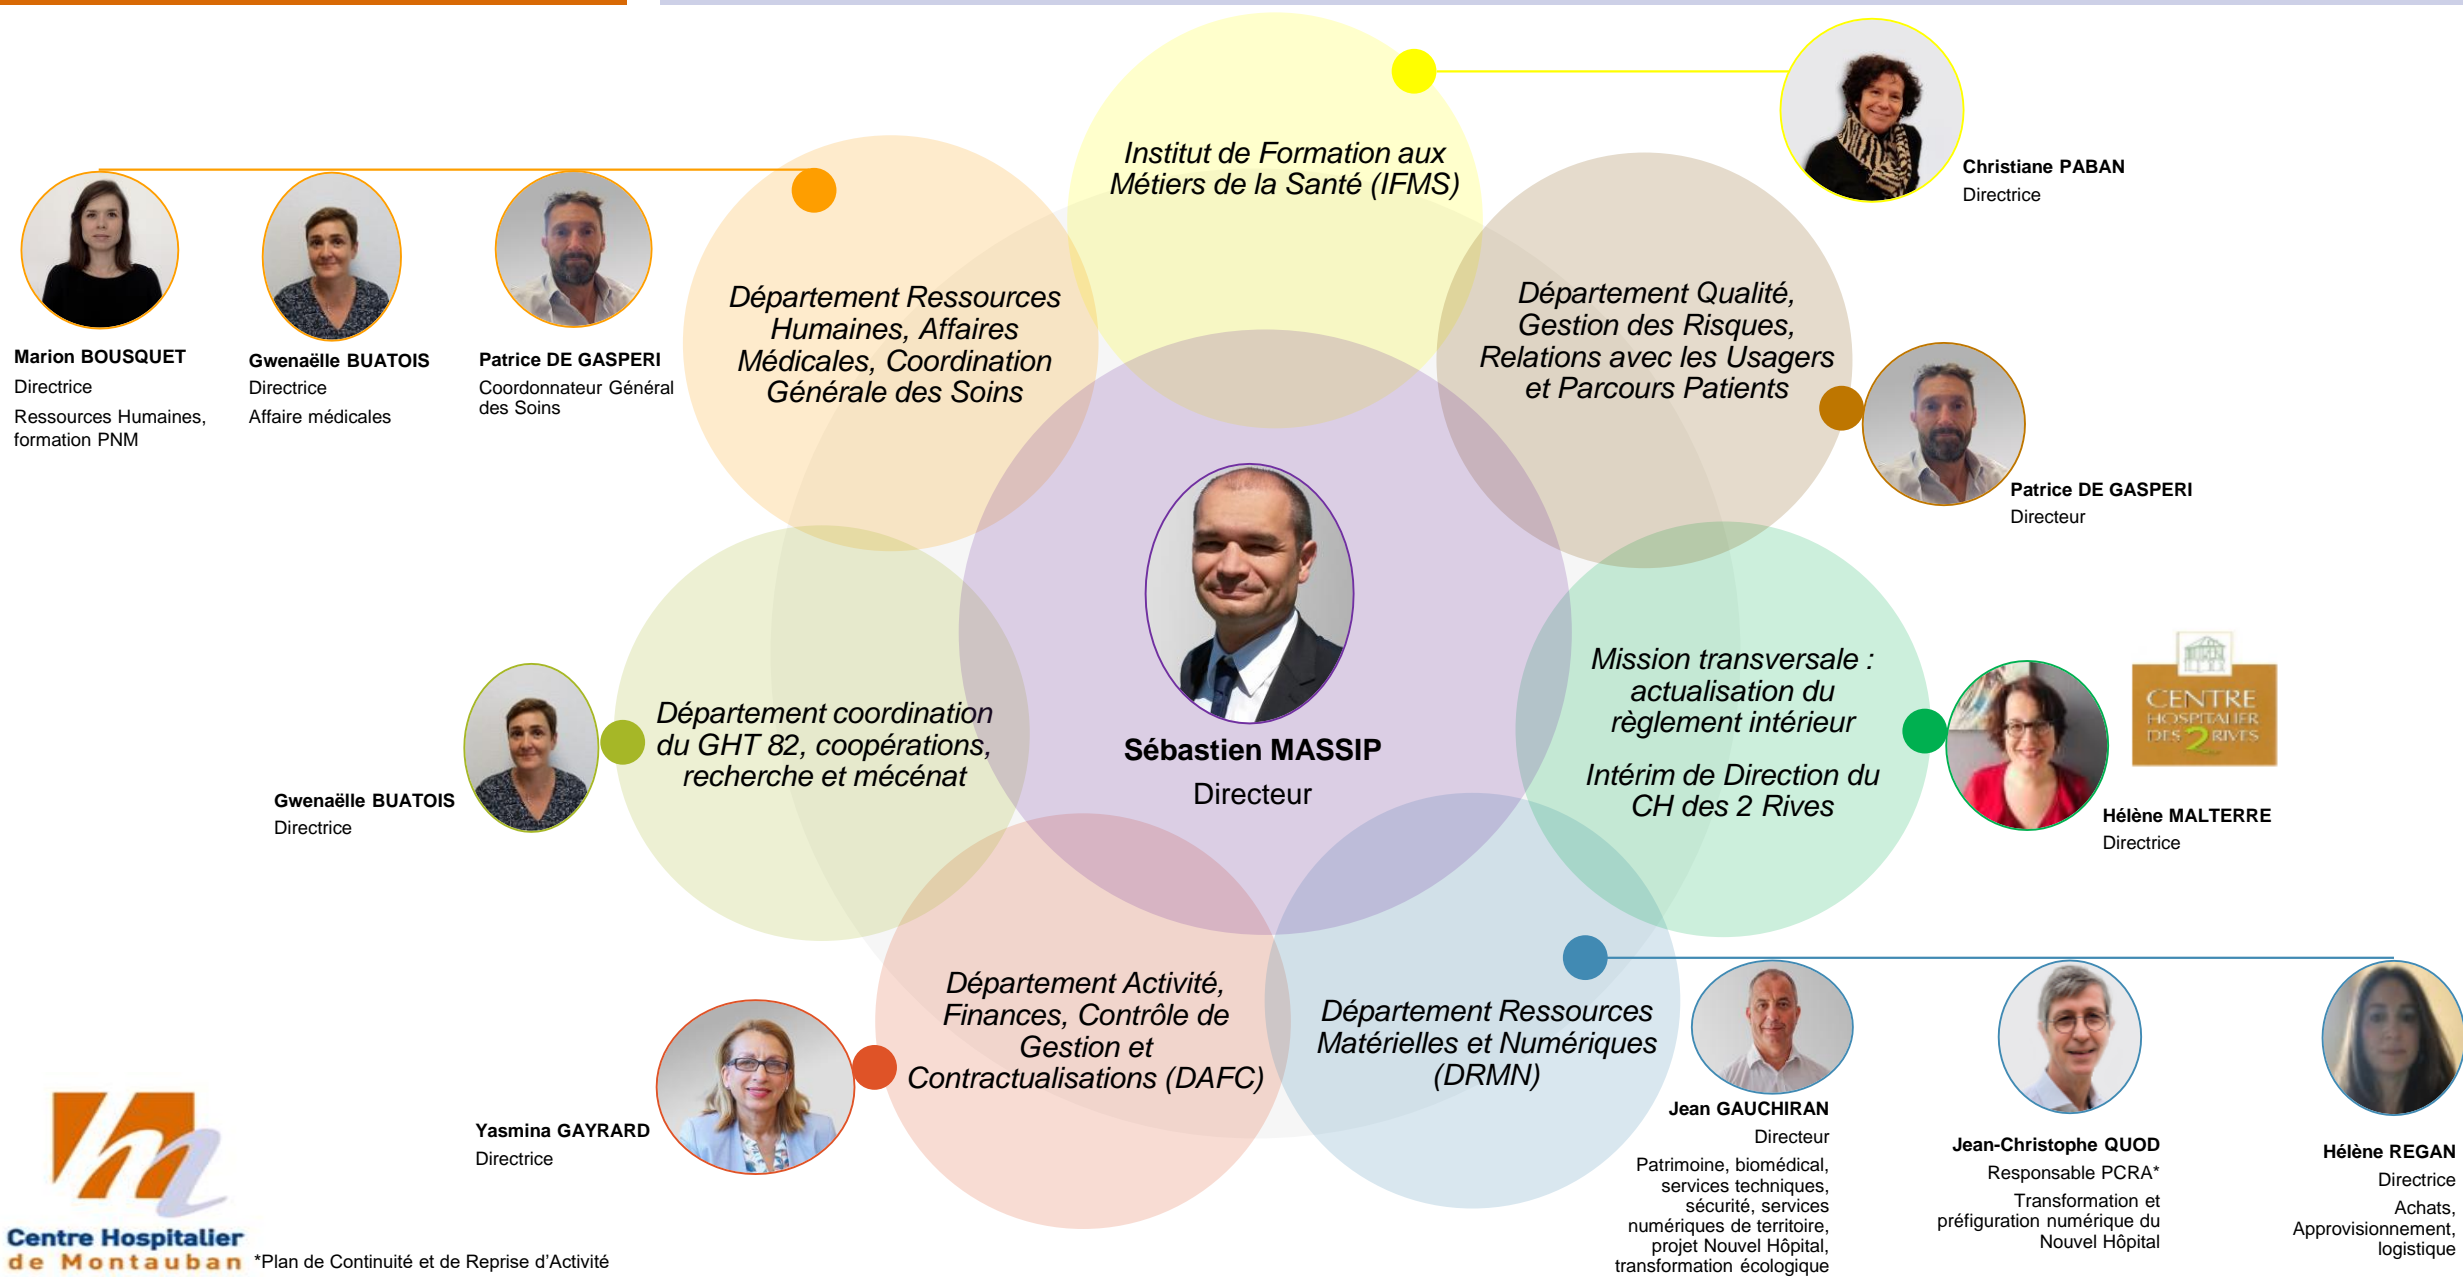 Institut de Formation aux
Métiers de la Santé (IFMS)
Christiane PABAN
Directrice
Département Ressources
Humaines, Affaires
Médicales, Coordination
Générale des Soins
Marion BOUSQUET
Directrice
Ressources Humaines,
formation PNM
Gwenaëlle BUATOIS
Directrice
Affaire médicales
Patrice DE GASPERI
Coordonnateur Général
des Soins
Département Qualité,
Gestion des Risques,
Relations avec les Usagers
et Parcours Patients
Patrice DE GASPERI
Directeur
Sébastien MASSIP
Directeur
Département coordination
du GHT 82, coopérations,
recherche et mécénat
Gwenaëlle BUATOIS
Directrice
Mission transversale :
actualisation du
règlement intérieur
Intérim de Direction du
CH des 2 Rives
CENTRE
HOSPITALIER
DES 2 RIVES
Hélène MALTERRE
Directrice
Département Activité,
Finances, Contrôle de
Gestion et
Contractualisations (DAFC)
Yasmina GAYRARD
Directrice
Département Ressources
Matérielles et Numériques
(DRMN)
Jean GAUCHIRAN
Directeur
Patrimoine, biomédical,
services techniques,
sécurité, services
numériques de territoire,
projet Nouvel Hôpital,
transformation écologique
Jean-Christophe QUOD
Responsable PCRA*
Transformation et
préfiguration numérique du
Nouvel Hôpital
Hélène REGAN
Directrice
Achats,
Approvisionnement,
logistique
Centre Hospitalier
de Montauban
*Plan de Continuité et de Reprise d'Activité